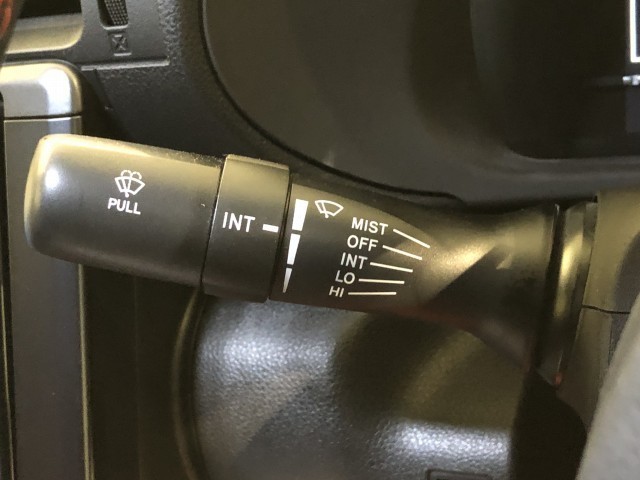 PULL
INT
MIST
OFF
INT
LO
HI